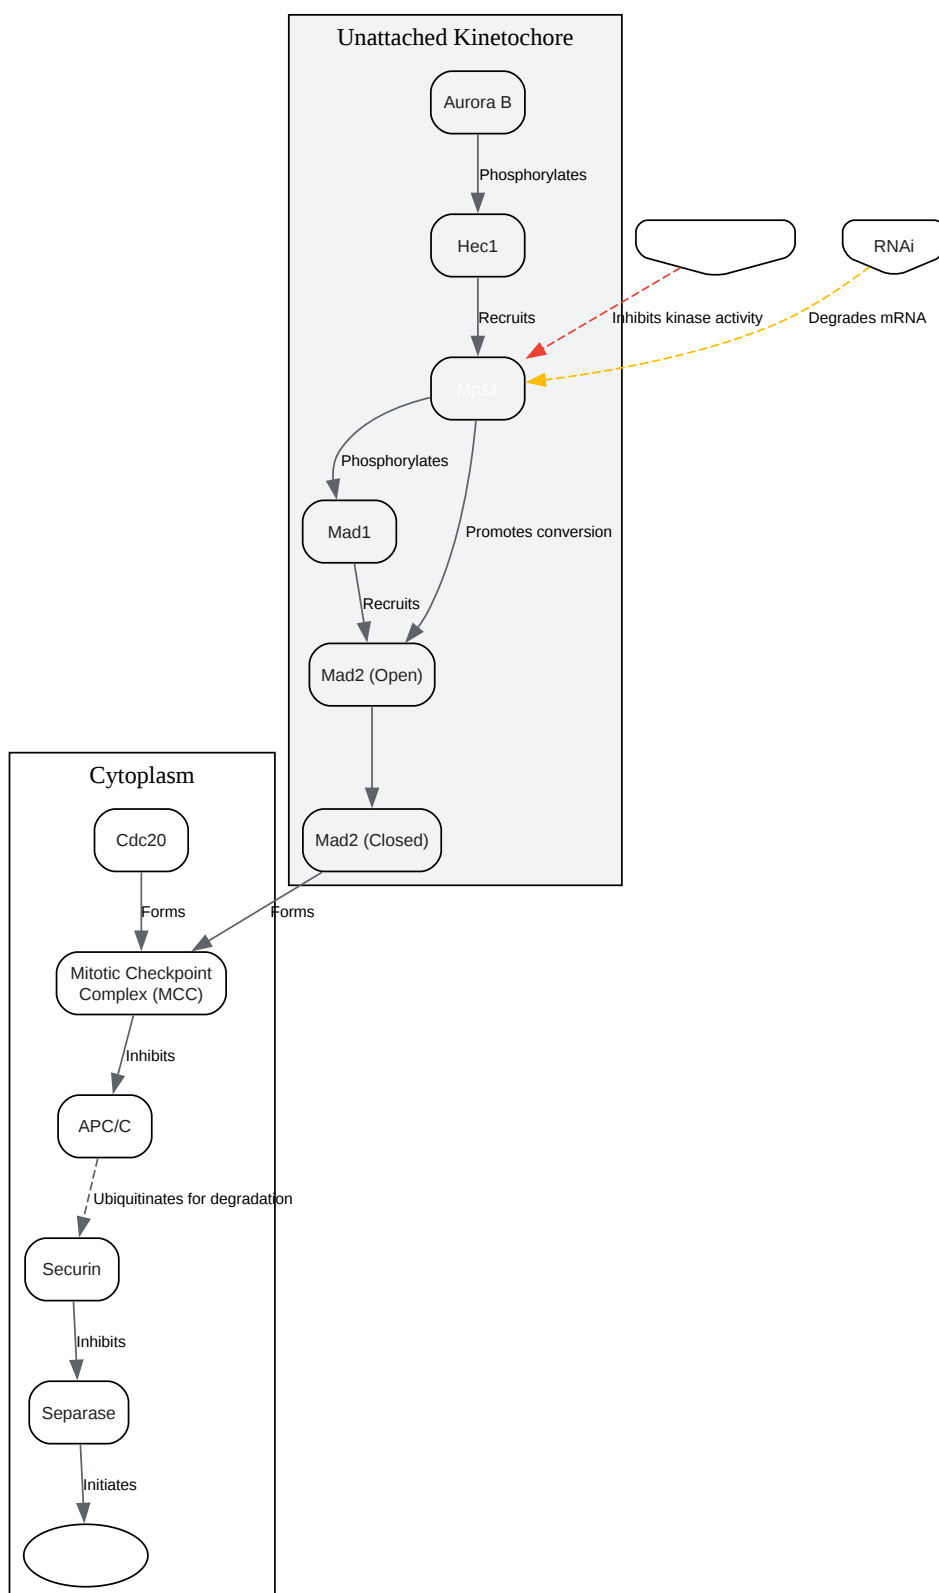 Unattached Kinetochore
Aurora B
Phosphorylates
Hec1
RNAi
Recruits
Inhibits kinase activity
Degrades mRNA
Mps1
Phosphorylates
Mad1
Promotes conversion
Recruits
Mad2 (Open)
Cytoplasm
Cdc20
Mad2 (Closed)
Forms
Forms
Mitotic Checkpoint
Complex (MCC)
Inhibits
APC/C
Ubiquitinates for degradation
Securin
Inhibits
Separase
Initiates